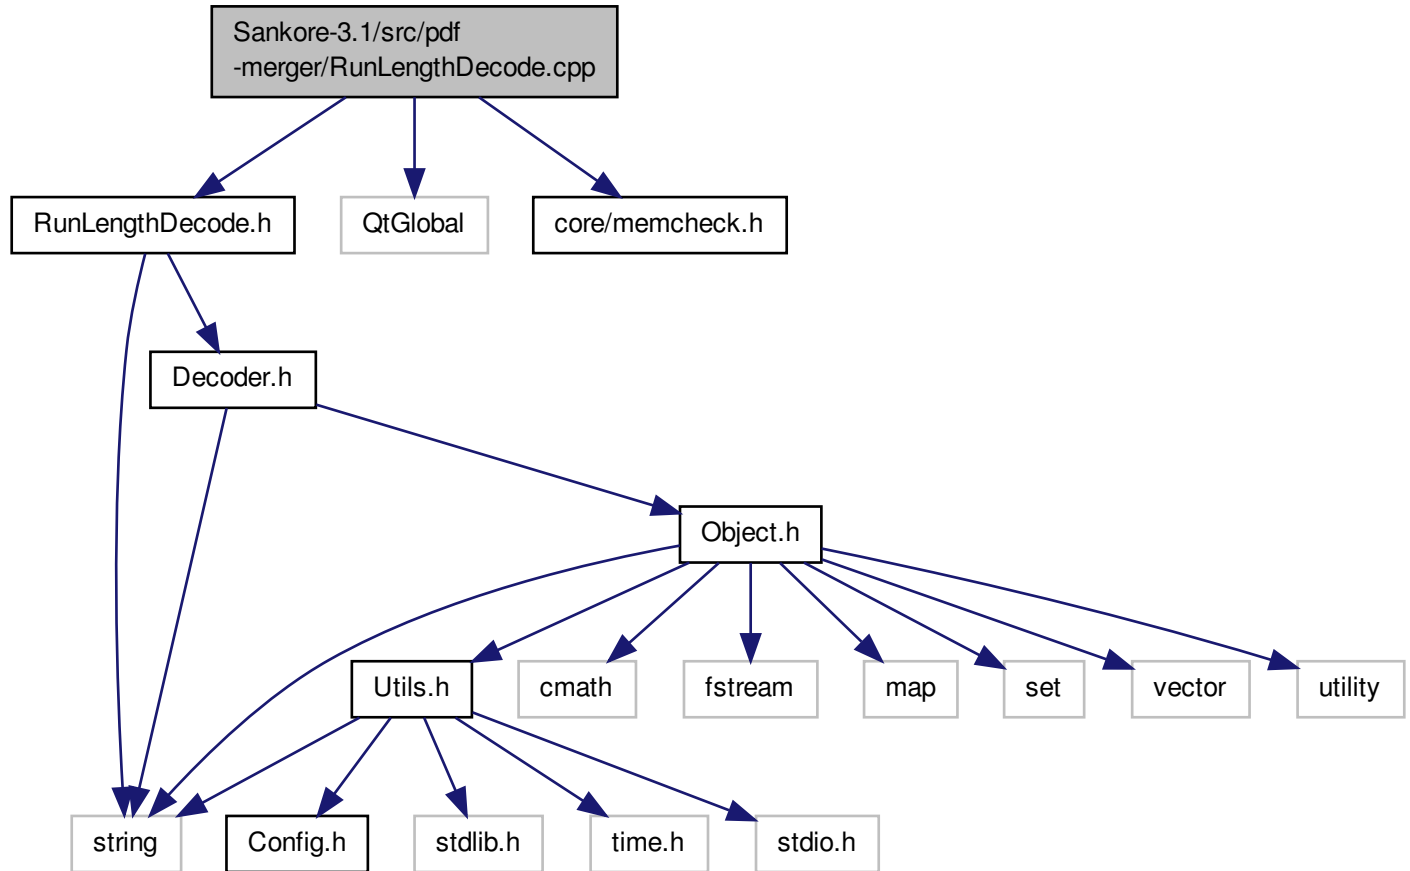 Sankore-3.1/src/pdf
-merger/RunLengthDecode.cpp
RunLengthDecode.h
QtGlobal
core/memcheck.h
Decoder.h
Object.h
Utils.h
cmath
fstream
map
set
vector
utility
string
Config.h
stdlib.h
time.h
stdio.h